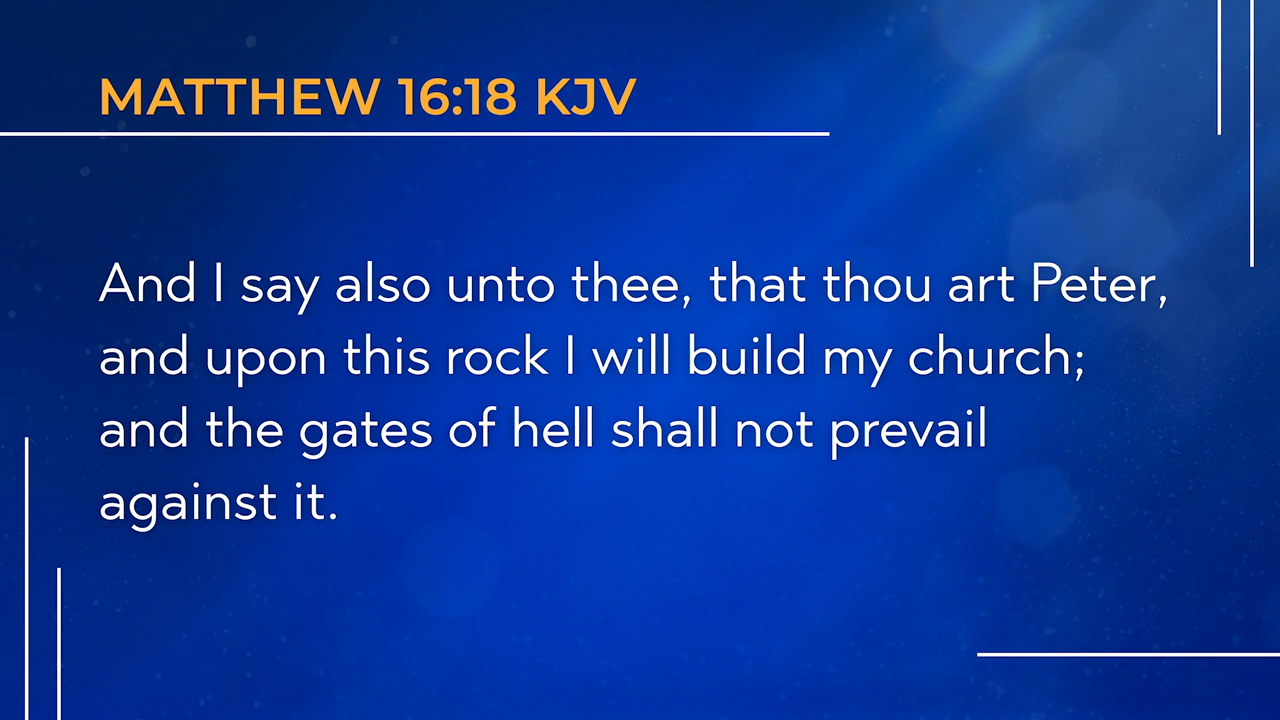 MATTHEW 16:18 KJV
And I say also unto thee, that thou art Peter,
and upon this rock I will build my church;
and the gates of hell shall not prevail
against it.